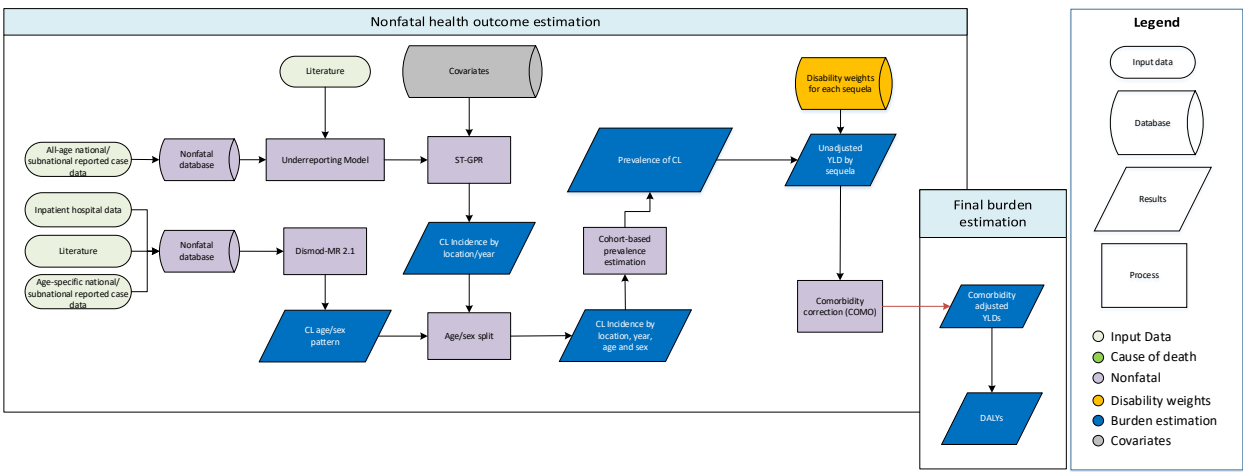 Nonfatal health outcome estimation
Literature
Covariates
Disability weights
for each sequela
All-age national/
subnational reported case
data
Nonfatal
database
Underreporting Model
ST-GPR
Prevalence of CL
Unadjusted
YLD by
sequela
Inpatient hospital data
Literature
Age-specific national/
subnational reported case
data
Nonfatal
database
Dismod-MR 2.1
CL Incidence by
location/year
Cohort-based
prevalence
estimation
CL age/sex
pattern
Age/sex split
CL Incidence by
location, year,
age and sex
Comorbidity
correction (COMO)
Final burden
estimation
Comorbidity
adjusted
YLDs
DALYs
Legend
Input data
Database
Results
Process
Input Data
Cause of death
Nonfatal
Disability weights
Burden estimation
Covariates